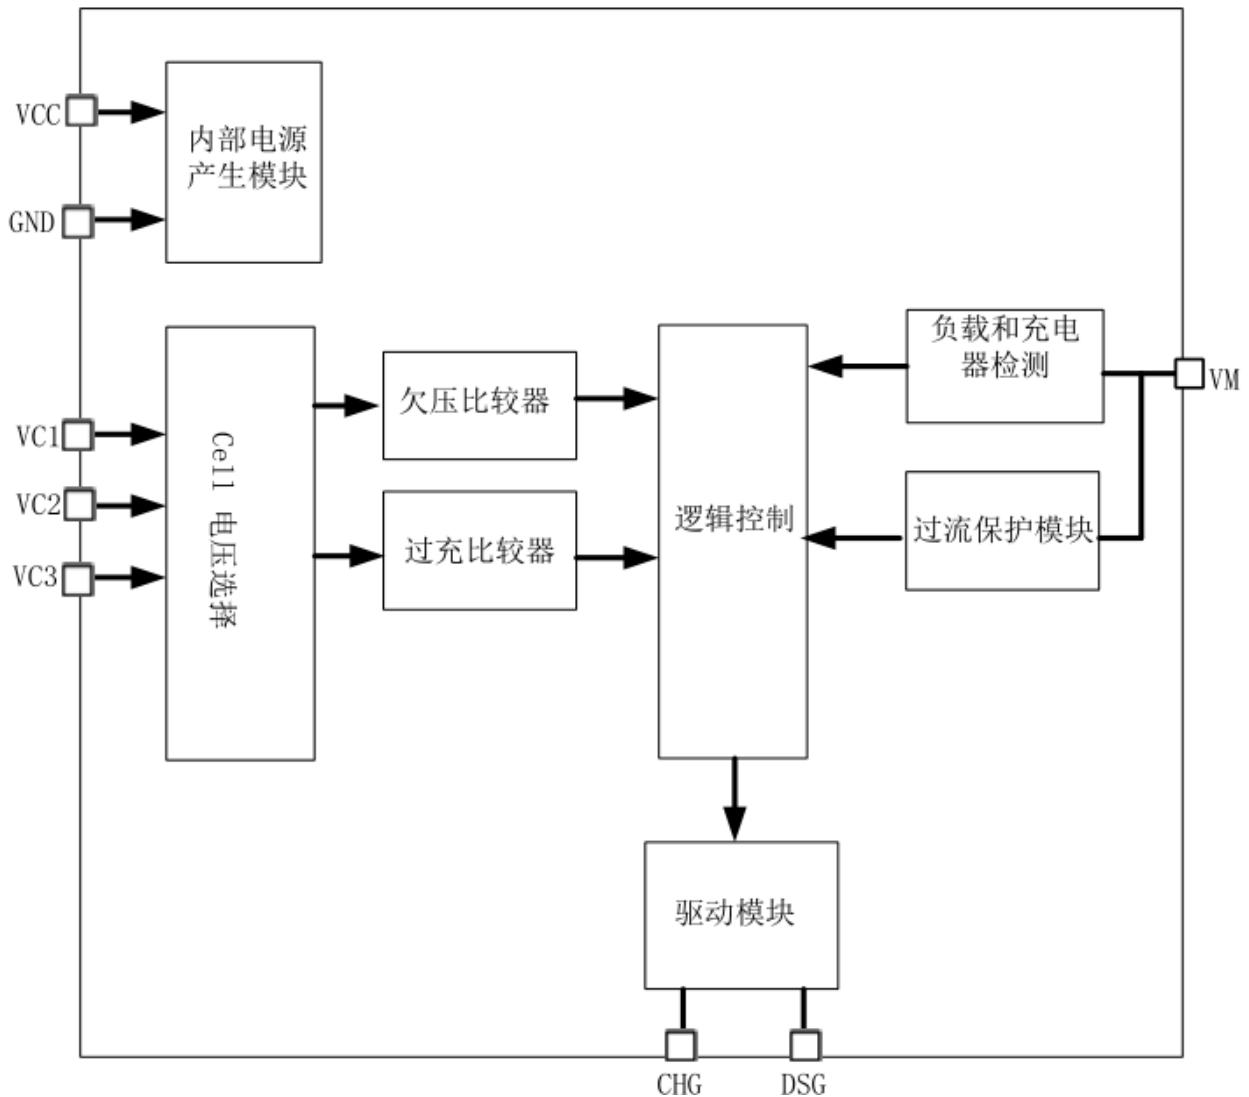 VCC
内部电源
产生模块
GND
负载和充电
器检测
VM
欠压比较器
VC1
Cell 电压选择
VC2
逻辑控制
过流保护模块
过充比较器
VC3
驱动模块
CHG
DSG